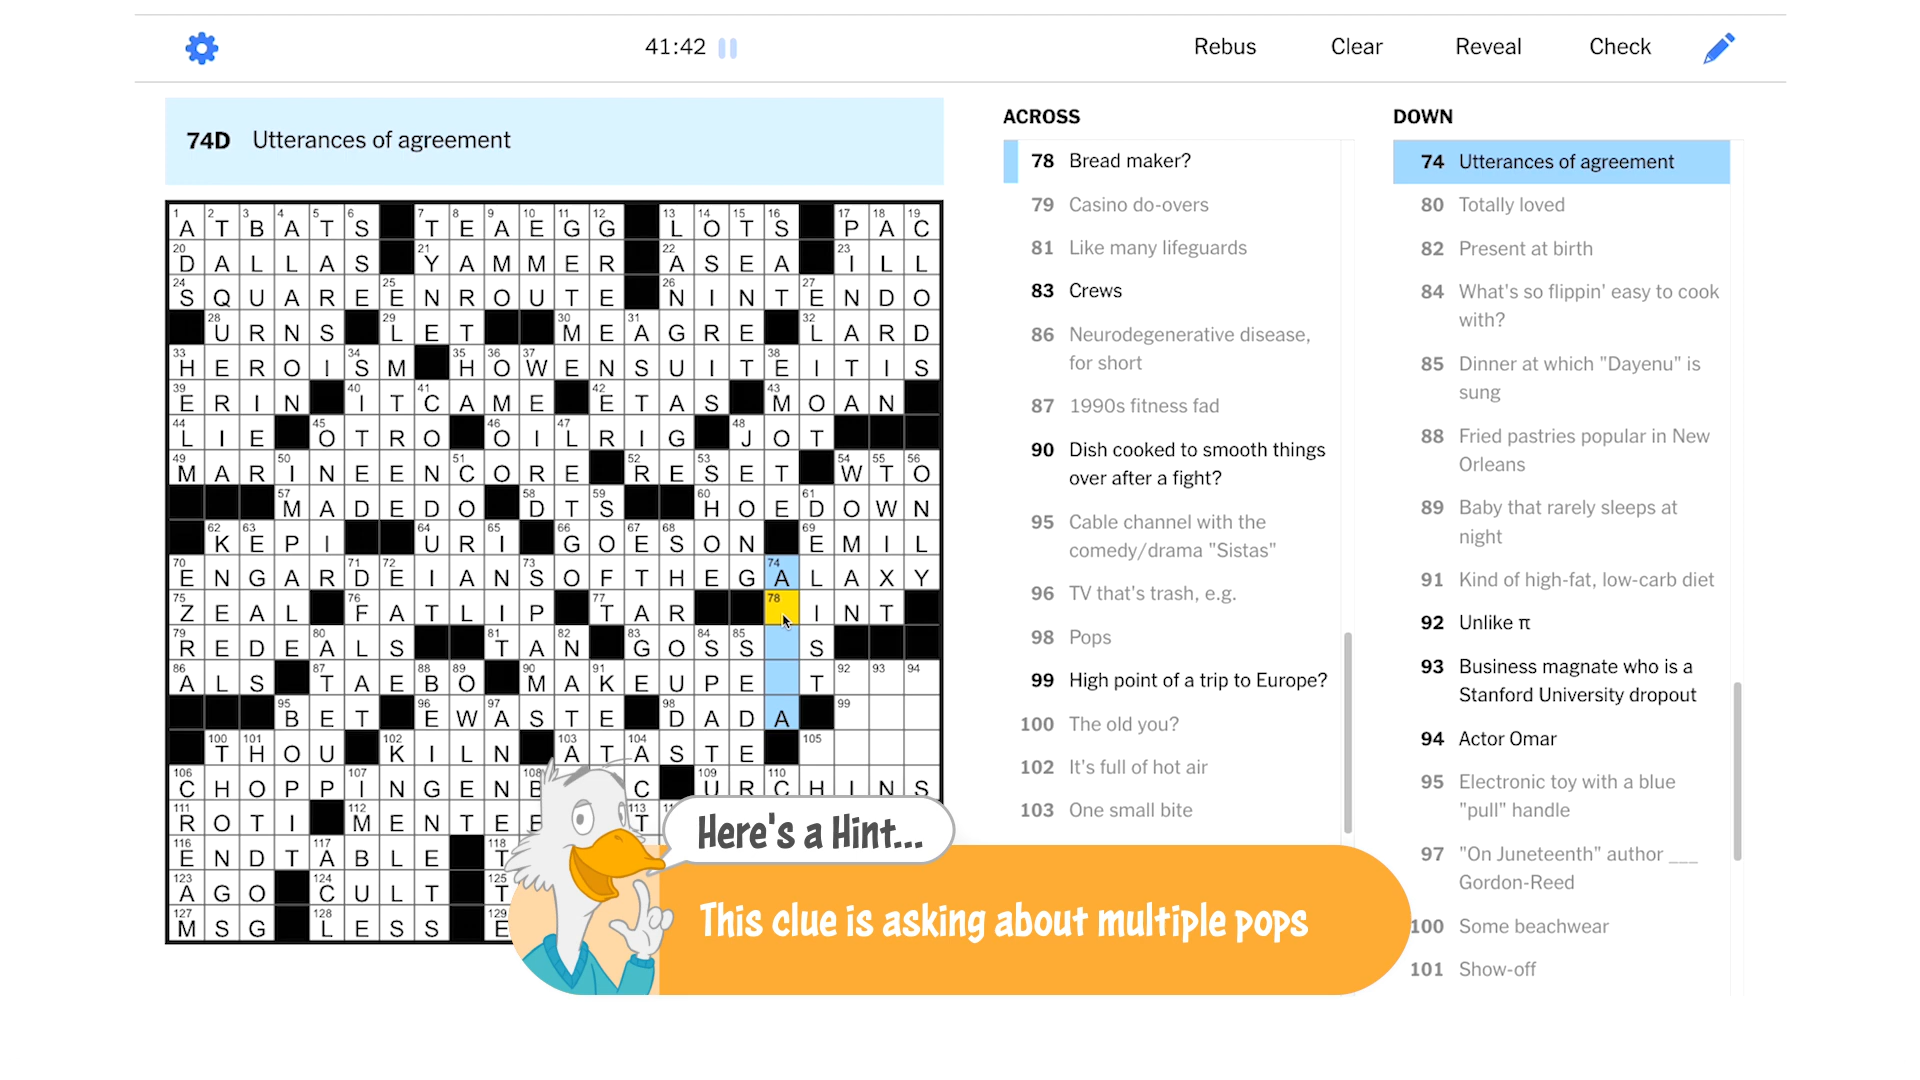 41:42
Rebus Clear Reveal Check
74D Utterances of agreement
ACROSS
78 Bread maker?
79 Casino do-overs
81 Like many lifeguards
83 Crews
86 Neurodegenerative disease,
for short
87 1990s fitness fad
90 Dish cooked to smooth things
over after a fight?
95 Cable channel with the
comedy/drama "Sistas"
96 TV that's trash, e.g.
98 Pops
99 High point of a trip to Europe?
100 The old you?
102 It's full of hot air
103 One small bite
DOWN
74 Utterances of agreement
80 Totally loved
82 Present at birth
84 What's so flippin' easy to cook
with?
85 Dinner at which "Dayenu" is
sung
88 Fried pastries popular in New
Orleans
89 Baby that rarely sleeps at
night
91 Kind of high-fat, low-carb diet
92 Unlike π
93 Business magnate who is a
Stanford University dropout
94 Actor Omar
95 Electronic toy with a blue
"pull" handle
97 "On Juneteenth" author ___
Gordon-Reed
100 Some beachwear
101 Show-off
A T B A T S T E A E G G L O T S P A C
D A L L A S Y A M M E R A S E A I L L
S Q U A R E E N R O U T E N I N T E N D O
U R N S L E T M E A G R E L A R D
H E R O I S M H O W E N S U I T E I T I S
E R I N I T C A M E E T A S M O A N
L I E O T R O O I L R I G J O T
M A R I N E E N C O R E R E S E T W T O
M A D E D O D T S H O E D O W N
K E P I U R I G O E S O N E M I L
E N G A R D E I A N S O F T H E G A L A X Y
Z E A L F A T L I P T A R I N T
R E D E A L S T A N G O S S S
A L S T A E B O M A K E U P E T
B E T E W A S T E D A D A
T H O U K I L N A T A S T E
C H O P P I N G E N B C U R C H I N S
R O T I M E N T E E T
E N D T A B L E T
A G O C U L T T
M S G L E S S E
Here's a Hint...
This clue is asking about multiple pops